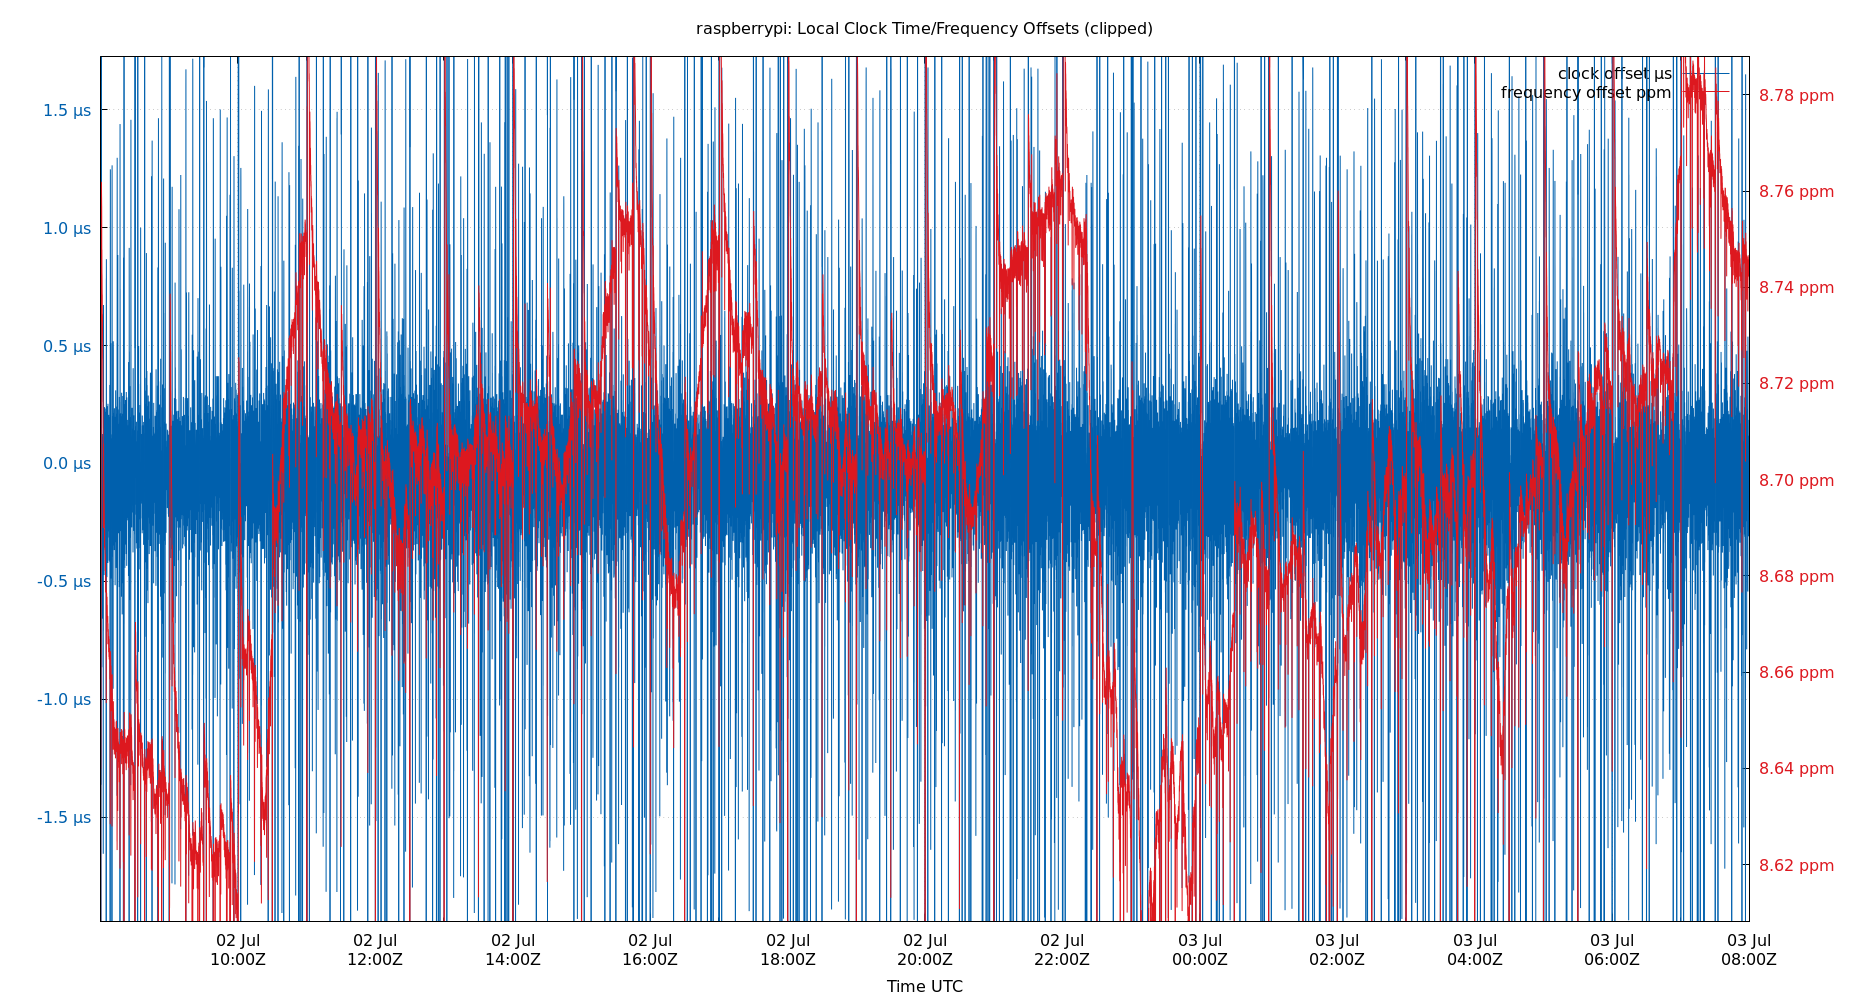 raspberrypi: Local Clock Time/Frequency Offsets (clipped)
clock offset µs
frequency offset ppm
1.5 µs
1.0 µs
0.5 µs
0.0 µs
-0.5 µs
-1.0 µs
-1.5 µs
8.78 ppm
8.76 ppm
8.74 ppm
8.72 ppm
8.70 ppm
8.68 ppm
8.66 ppm
8.64 ppm
8.62 ppm
02 Jul 02 Jul 02 Jul 02 Jul 02 Jul 02 Jul 02 Jul 03 Jul 03 Jul 03 Jul 03 Jul 03 Jul
10:00Z 12:00Z 14:00Z 16:00Z 18:00Z 20:00Z 22:00Z 00:00Z 02:00Z 04:00Z 06:00Z 08:00Z
Time UTC